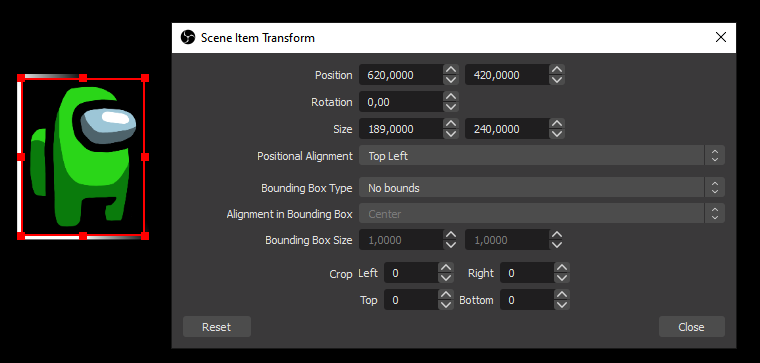 Scene Item Transform
Position 620,0000 420,0000
Rotation 0,00
Size 189,0000 240,0000
Positional Alignment Top Left
Bounding Box Type No bounds
Alignment in Bounding Box Center
Bounding Box Size 1,0000 1,0000
Crop Left 0 Right 0
Top 0 Bottom 0
Reset Close